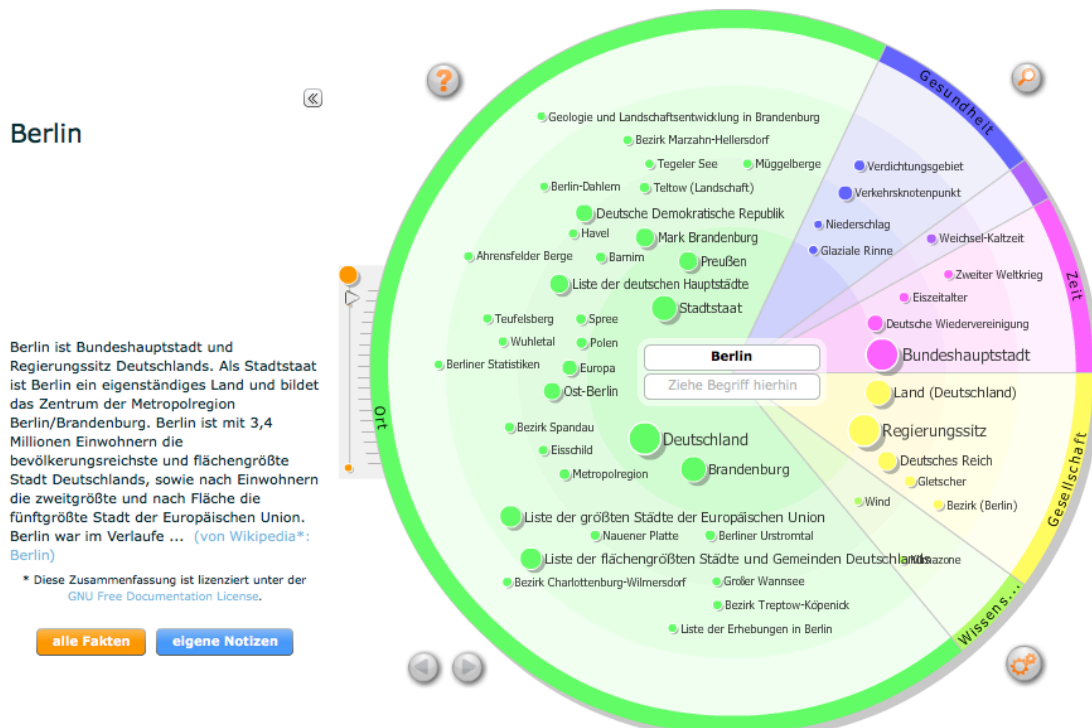 Berlin
Berlin ist Bundeshauptstadt und
Regierungssitz Deutschlands. Als Stadtstaat
ist Berlin ein eigenständiges Land und bildet
das Zentrum der Metropolregion
Berlin/Brandenburg. Berlin ist mit 3,4
Millionen Einwohnern die
bevölkerungsreichste und flächengrößte
Stadt Deutschlands, sowie nach Einwohnern
die zweitgrößte und nach Fläche die
fünftgrößte Stadt der Europäischen Union.
Berlin war im Verlaufe ... (von Wikipedia*:
Berlin)
* Diese Zusammenfassung ist lizenziert unter der
GNU Free Documentation License.
alle Fakten
eigene Notizen
?
Ort
Geologie und Landschaftsentwicklung in Brandenburg
Bezirk Marzahn-Hellersdorf
Tegeler See
Müggelberge
Berlin-Dahlem
Teltow (Landschaft)
Deutsche Demokratische Republik
Havel
Mark Brandenburg
Ahrensfelder Berge
Barnim
Preußen
Liste der deutschen Hauptstädte
Stadtstaat
Teufelsberg
Spree
Wuhletal
Polen
Berliner Statistiken
Europa
Ost-Berlin
Berlin
Ziehe Begriff hierhin
Bezirk Spandau
Deutschland
Eisschild
Brandenburg
Metropolregion
Liste der größten Städte der Europäischen Union
Nauener Platte
Berliner Urstromtal
Liste der flächengrößten Städte und Gemeinden Deutschlands
Bezirk Charlottenburg-Wilmersdorf
Großer Wannsee
Bezirk Treptow-Köpenick
Liste der Erhebungen in Berlin
Gesundheit
Verdichtungsgebiet
Verkehrsknotenpunkt
Niederschlag
Glaziale Rinne
Weichsel-Kaltzeit
Zeit
Zweiter Weltkrieg
Eiszeitalter
Deutsche Wiedervereinigung
Bundeshauptstadt
Gesellschaft
Land (Deutschland)
Regierungssitz
Deutsches Reich
Gletscher
Bezirk (Berlin)
Wissens...
Wind